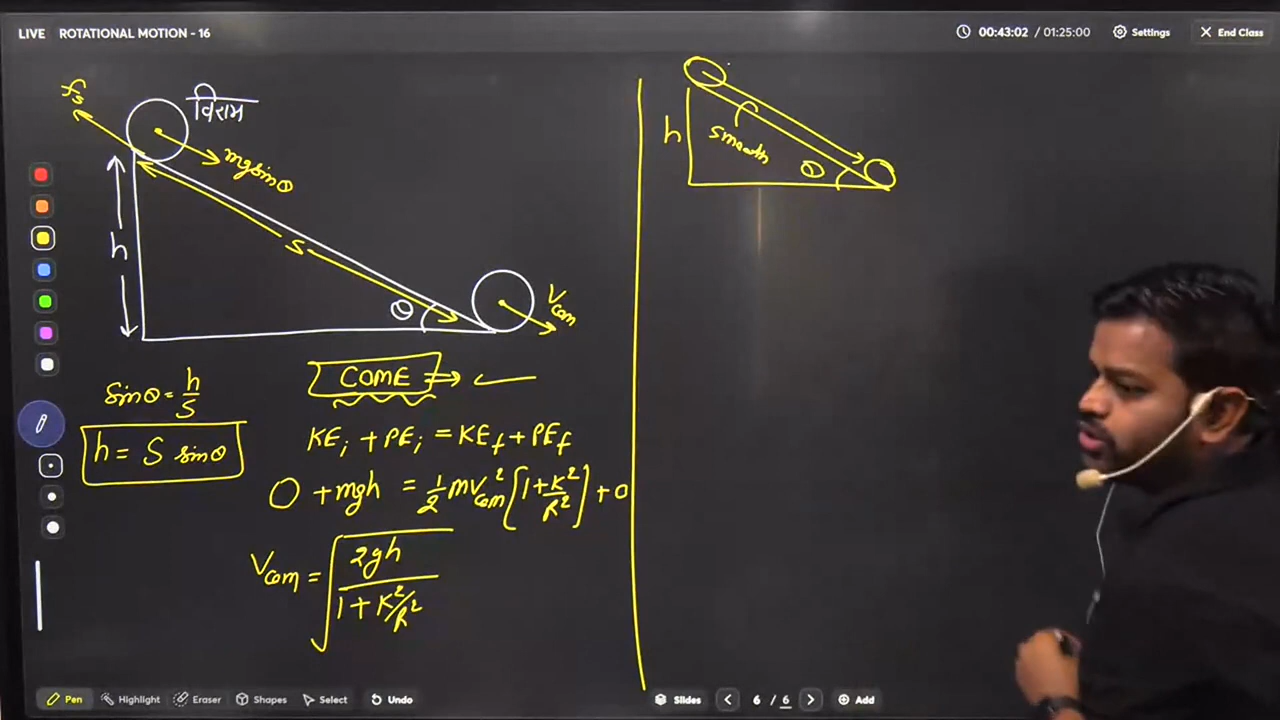 LIVE ROTATIONAL MOTION - 16
00:43:02 / 01:25:00 Settings End Class
fs
विराम
mg sinθ
h
S
θ
Vcom
sinθ = h/S
h = S sinθ
COME
KEi + PEi = KEf + PEf
0 + mgh = 1/2 mVcom² [1 + K²/R²] + 0
Vcom = √(2gh / 1 + K²/R²)
h
smooth
θ
Pen Highlight Eraser Shapes Select Undo Slides 6 / 6 Add